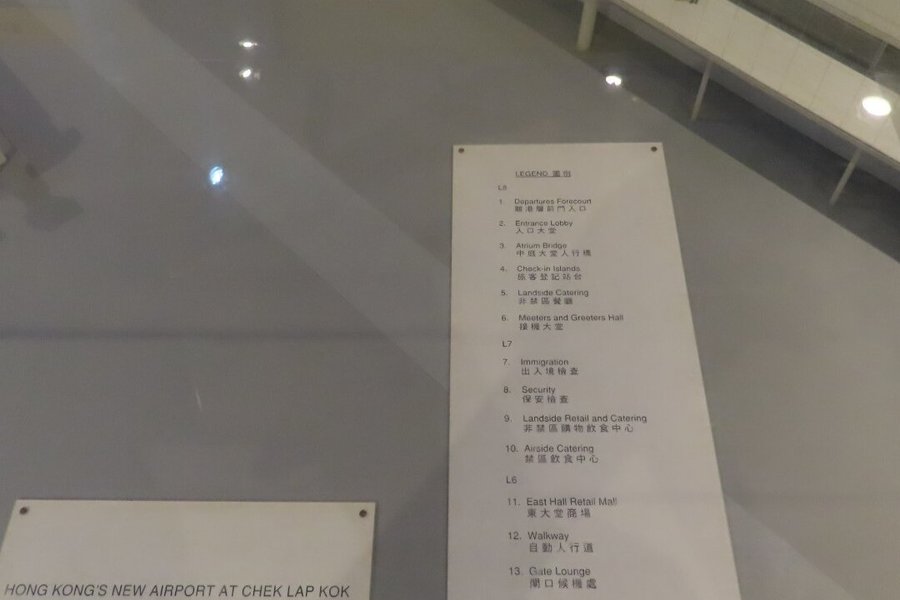 LEGEND 圖例
L8
1. Departures Forecourt
離港層前門入口
2. Entrance Lobby
入口大堂
3. Atrium Bridge
中庭大堂人行橋
4. Check-in Islands
旅客登記站台
5. Landside Catering
非禁區餐廳
6. Meeters and Greeters Hall
接機大堂
L7
7. Immigration
出入境檢查
8. Security
保安檢查
9. Landside Retail and Catering
非禁區購物飲食中心
10. Airside Catering
禁區飲食中心
L6
11. East Hall Retail Mall
東大堂商場
12. Walkway
自動人行道
13. Gate Lounge
閘口候機處
HONG KONG'S NEW AIRPORT AT CHEK LAP KOK